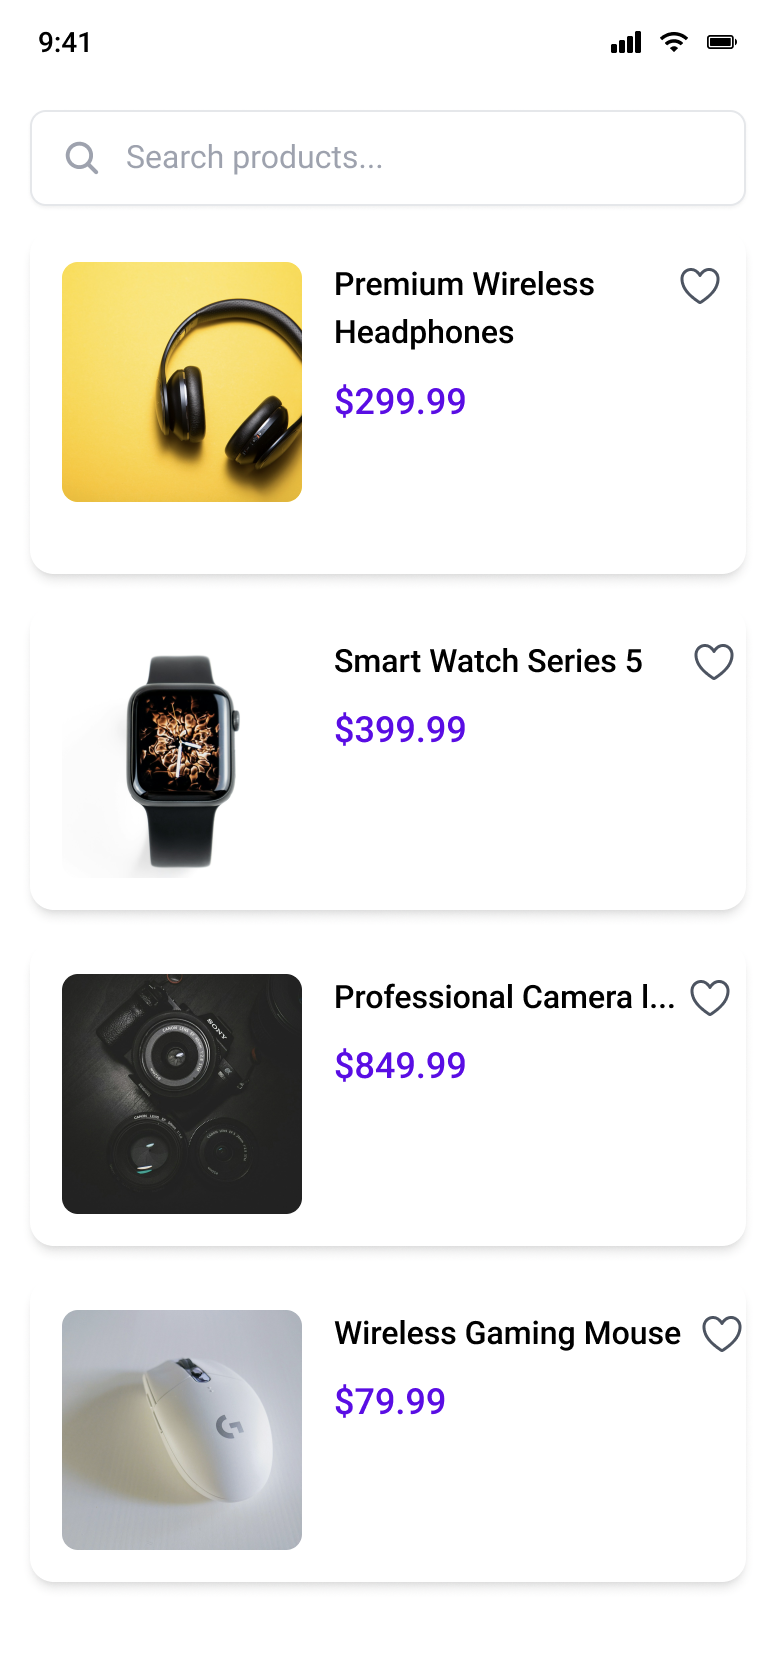 9:41
Search products...
Premium Wireless
Headphones
$299.99
Smart Watch Series 5
$399.99
Professional Camera l...
$849.99
SONY
Wireless Gaming Mouse
$79.99